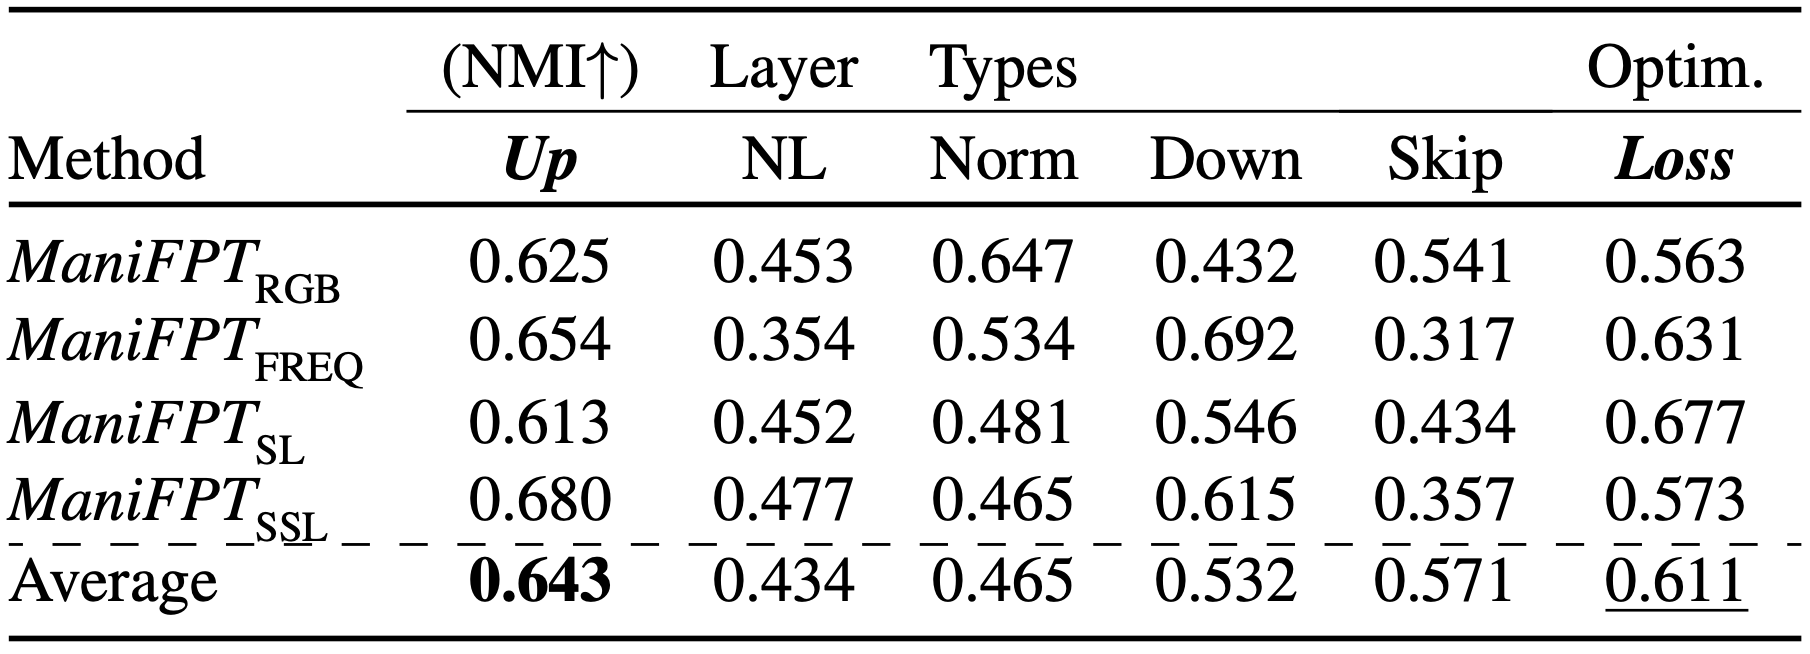 (NMI↑) Layer Types Optim.
Method Up NL Norm Down Skip Loss
ManiFPT RGB 0.625 0.453 0.647 0.432 0.541 0.563
ManiFPT FREQ 0.654 0.354 0.534 0.692 0.317 0.631
ManiFPT SL 0.613 0.452 0.481 0.546 0.434 0.677
ManiFPT SSL 0.680 0.477 0.465 0.615 0.357 0.573
Average 0.643 0.434 0.465 0.532 0.571 0.611